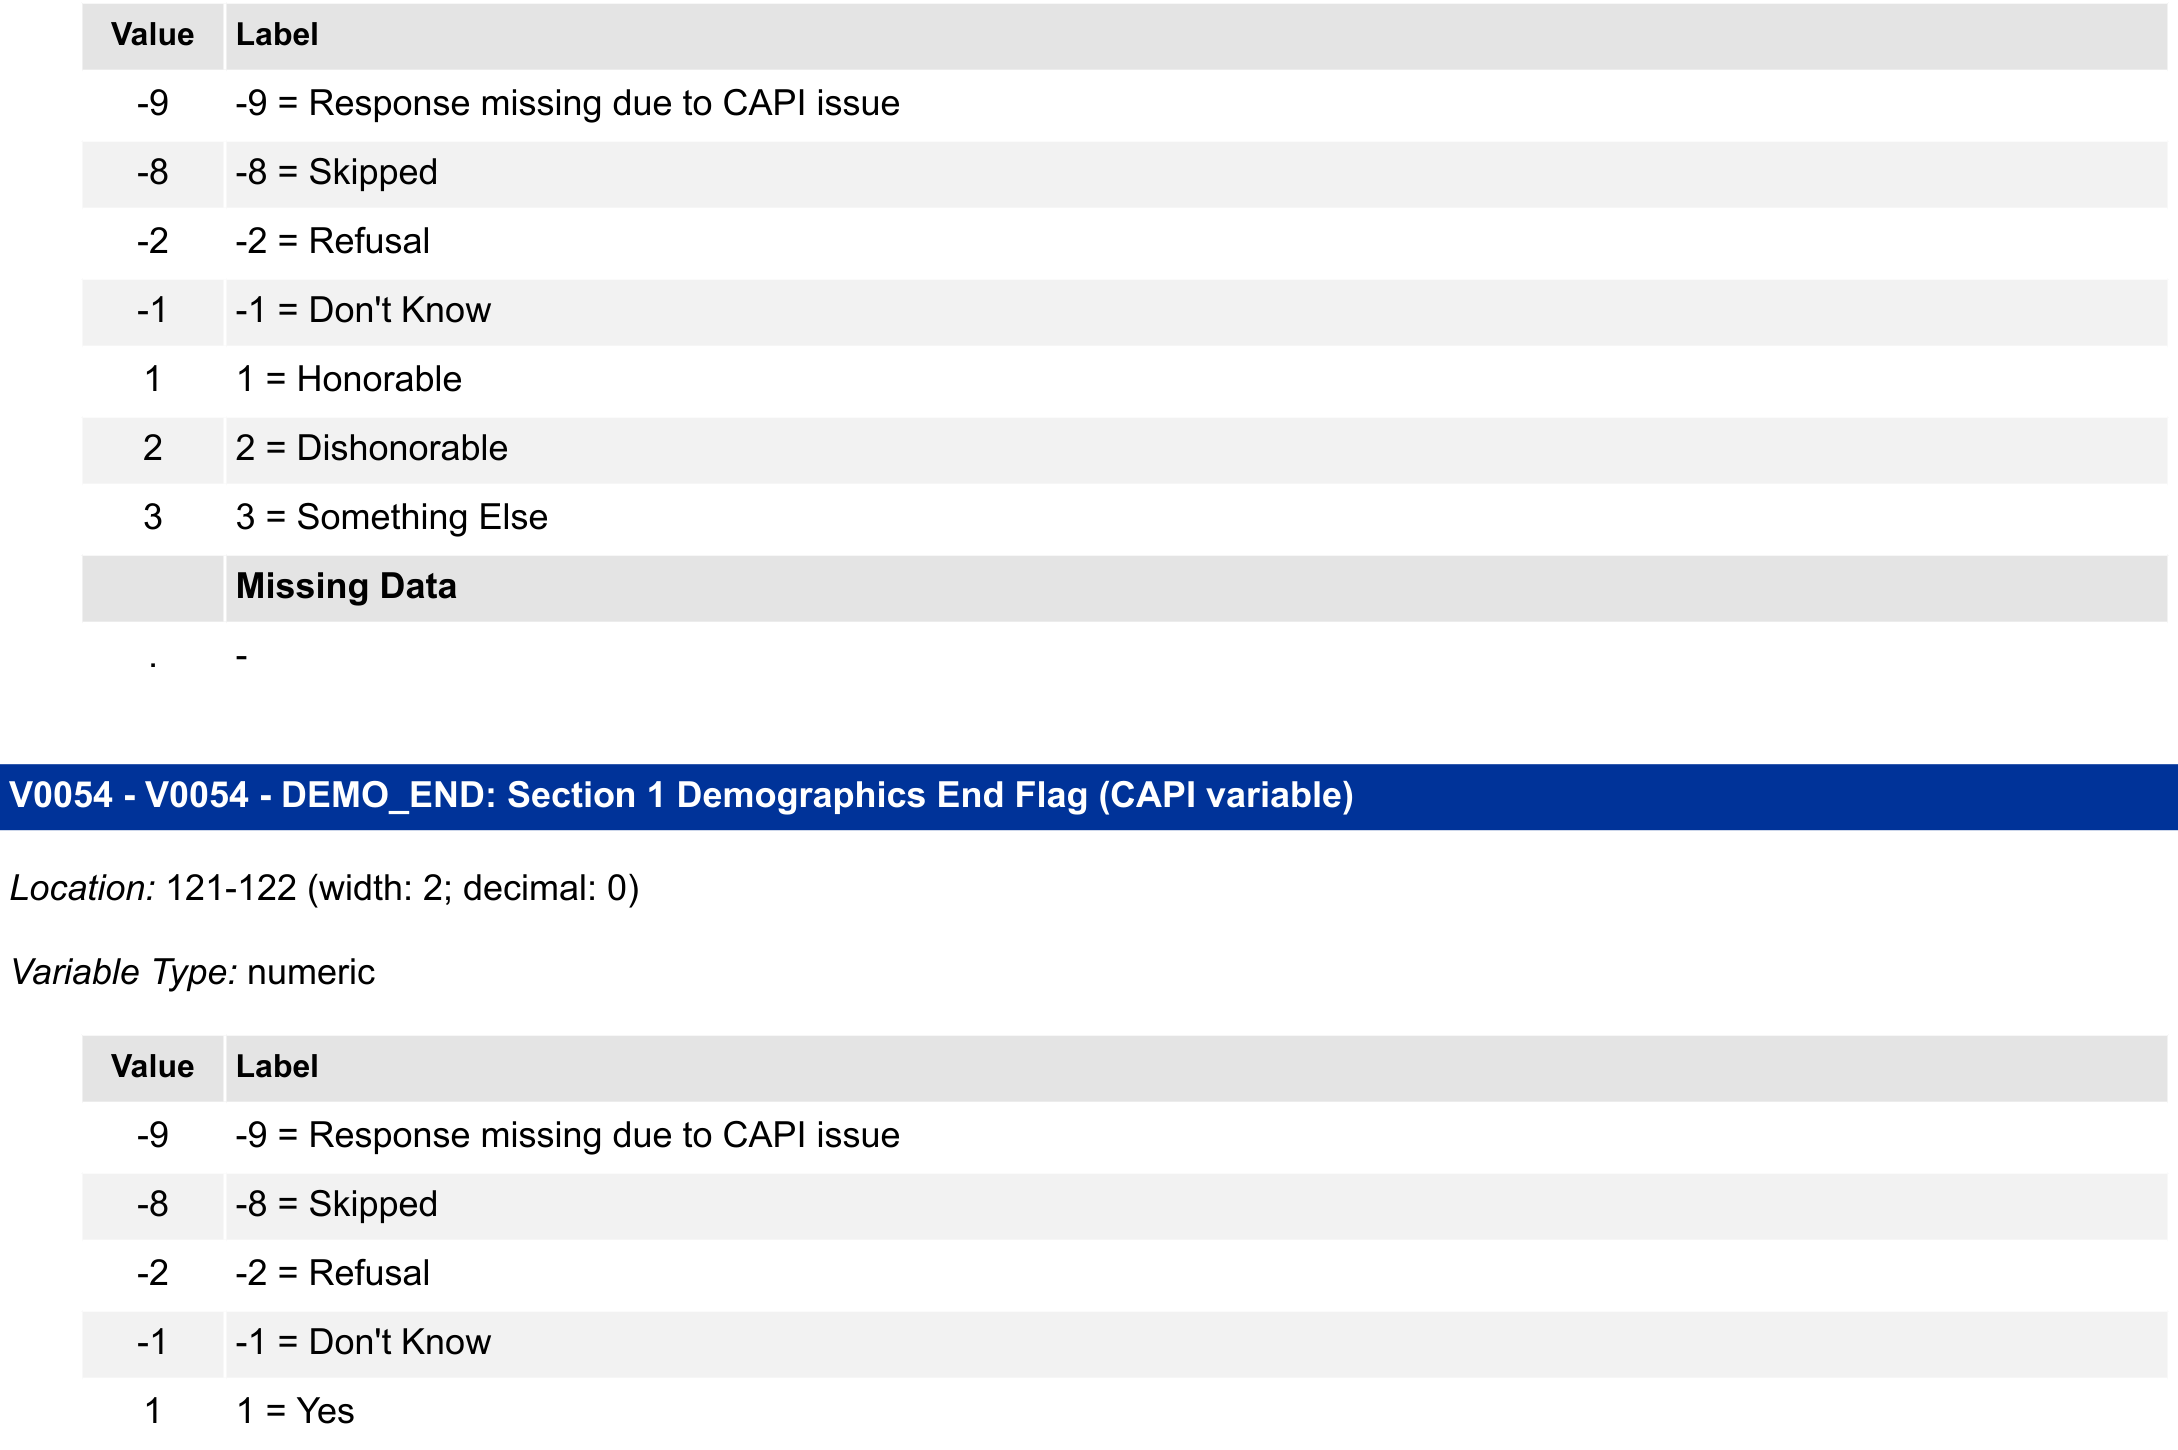 Value Label
-9 -9 = Response missing due to CAPI issue
-8 -8 = Skipped
-2 -2 = Refusal
-1 -1 = Don't Know
1 1 = Honorable
2 2 = Dishonorable
3 3 = Something Else
Missing Data
. -
V0054 - V0054 - DEMO_END: Section 1 Demographics End Flag (CAPI variable)
Location: 121-122 (width: 2; decimal: 0)
Variable Type: numeric
Value Label
-9 -9 = Response missing due to CAPI issue
-8 -8 = Skipped
-2 -2 = Refusal
-1 -1 = Don't Know
1 1 = Yes